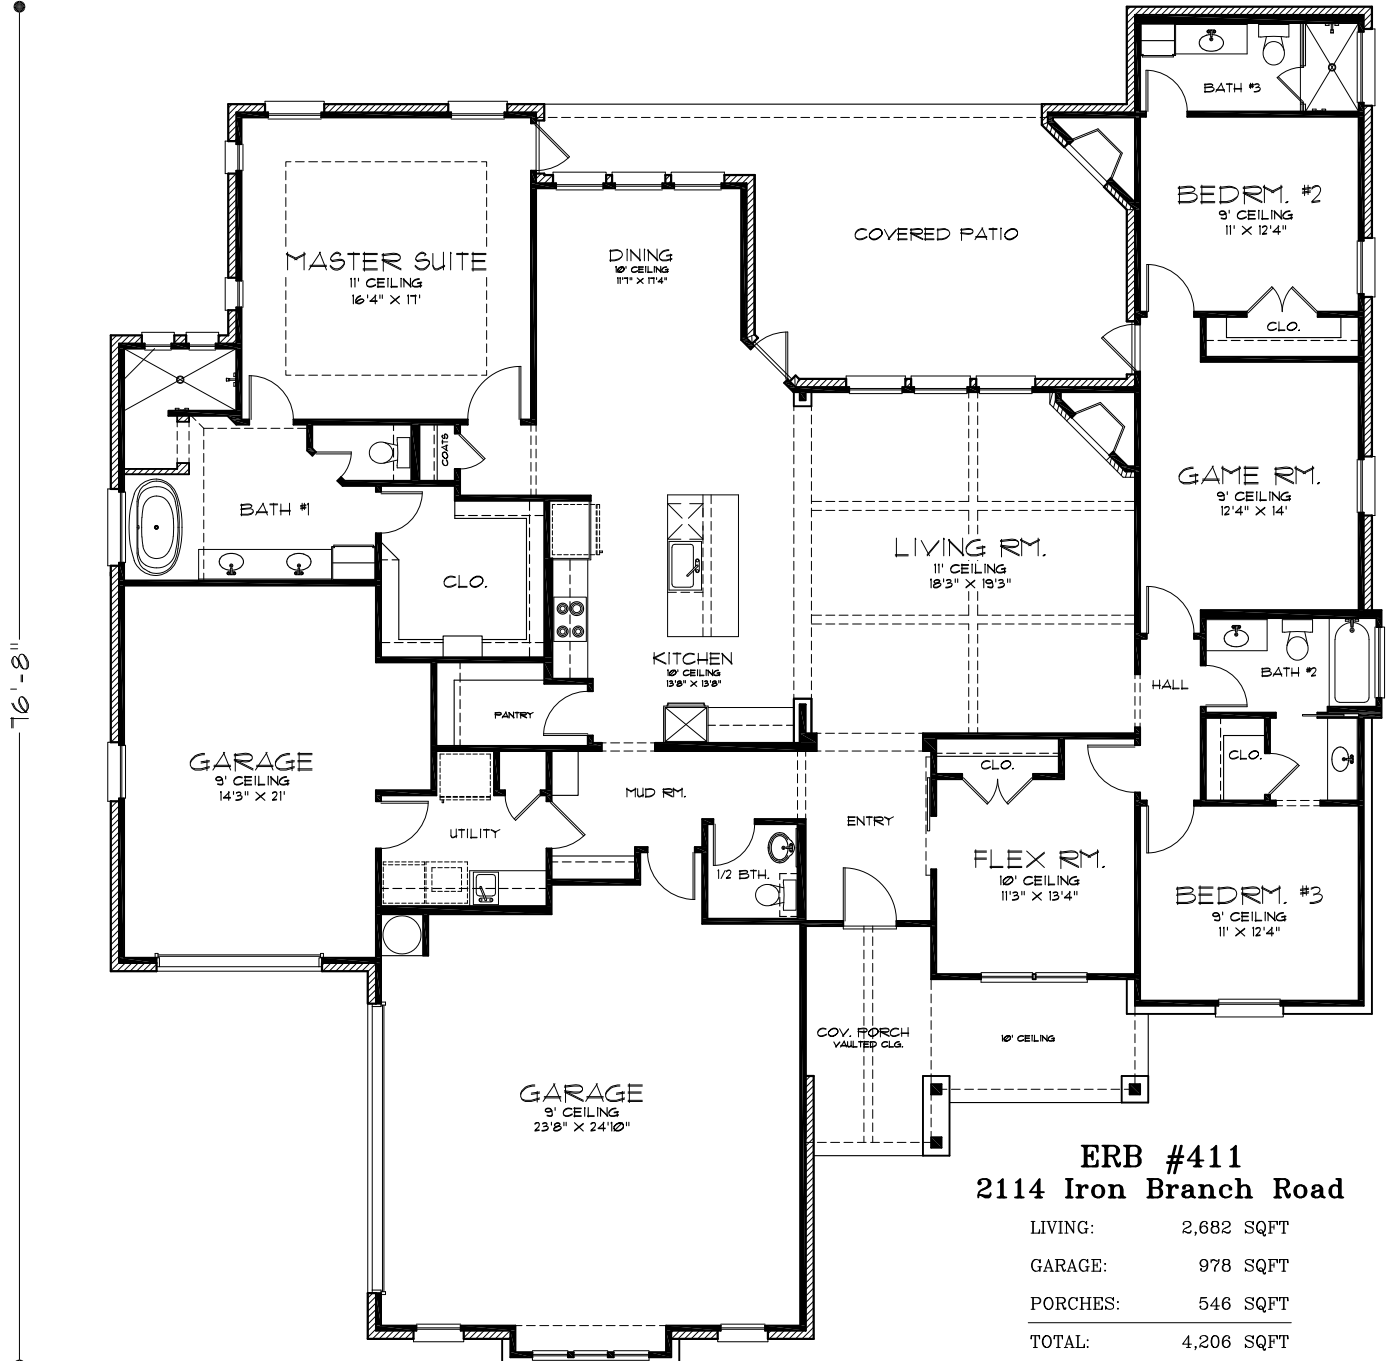 BATH #3
BEDRM. #2
9' CEILING
11' X 12'4"
CLO.
COVERED PATIO
MASTER SUITE
11' CEILING
16'4" X 17'
DINING
10' CEILING
11'7" X 17'4"
COATS
BATH #1
CLO.
GAME RM.
9' CEILING
12'4" X 14'
LIVING RM.
11' CEILING
18'3" X 19'3"
KITCHEN
10' CEILING
13'8" X 13'8"
76'-8"
PANTRY
HALL
BATH #2
CLO.
GARAGE
9' CEILING
14'3" X 21'
MUD RM.
UTILITY
ENTRY
CLO.
1/2 BTH.
FLEX RM.
10' CEILING
11'3" X 13'4"
BEDRM. #3
9' CEILING
11' X 12'4"
COV. PORCH
VAULTED CLG.
10' CEILING
GARAGE
9' CEILING
23'8" X 24'10"
ERB #411
2114 Iron Branch Road
LIVING: 2,682 SQFT
GARAGE: 978 SQFT
PORCHES: 546 SQFT
TOTAL: 4,206 SQFT